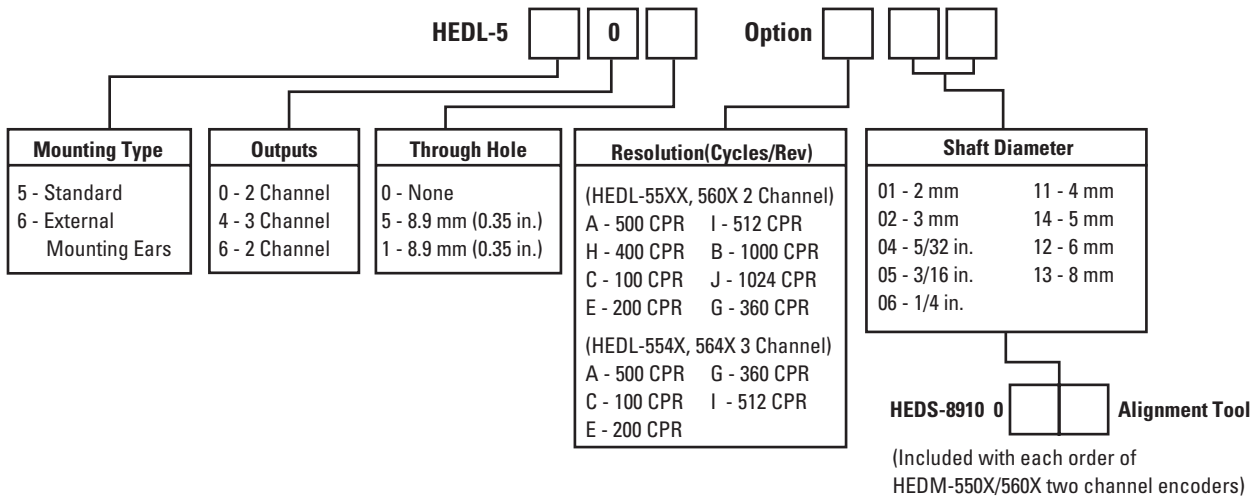 HEDL-5 0 Option
Mounting Type
5 - Standard
6 - External
Mounting Ears
Outputs
0 - 2 Channel
4 - 3 Channel
6 - 2 Channel
Through Hole
0 - None
5 - 8.9 mm (0.35 in.)
1 - 8.9 mm (0.35 in.)
Resolution(Cycles/Rev)
(HEDL-55XX, 560X 2 Channel)
A - 500 CPR I - 512 CPR
H - 400 CPR B - 1000 CPR
C - 100 CPR J - 1024 CPR
E - 200 CPR G - 360 CPR
(HEDL-554X, 564X 3 Channel)
A - 500 CPR G - 360 CPR
C - 100 CPR I - 512 CPR
E - 200 CPR
Shaft Diameter
01 - 2 mm 11 - 4 mm
02 - 3 mm 14 - 5 mm
04 - 5/32 in. 12 - 6 mm
05 - 3/16 in. 13 - 8 mm
06 - 1/4 in.
HEDS-8910 0 Alignment Tool
(Included with each order of
HEDM-550X/560X two channel encoders)